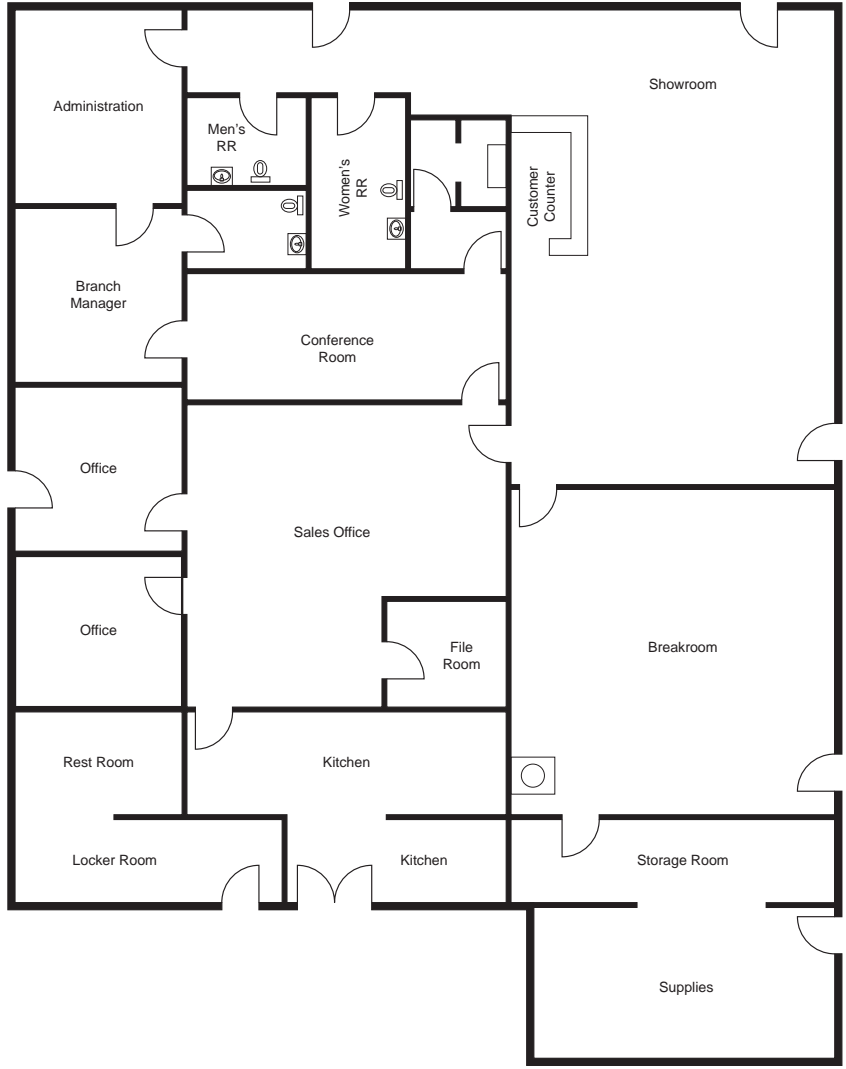 Showroom
Administration
Men's
RR
Women's
RR
Customer
Counter
Branch
Manager
Conference
Room
Office
Sales Office
Office
File
Room
Breakroom
Rest Room
Kitchen
Locker Room
Kitchen
Storage Room
Supplies